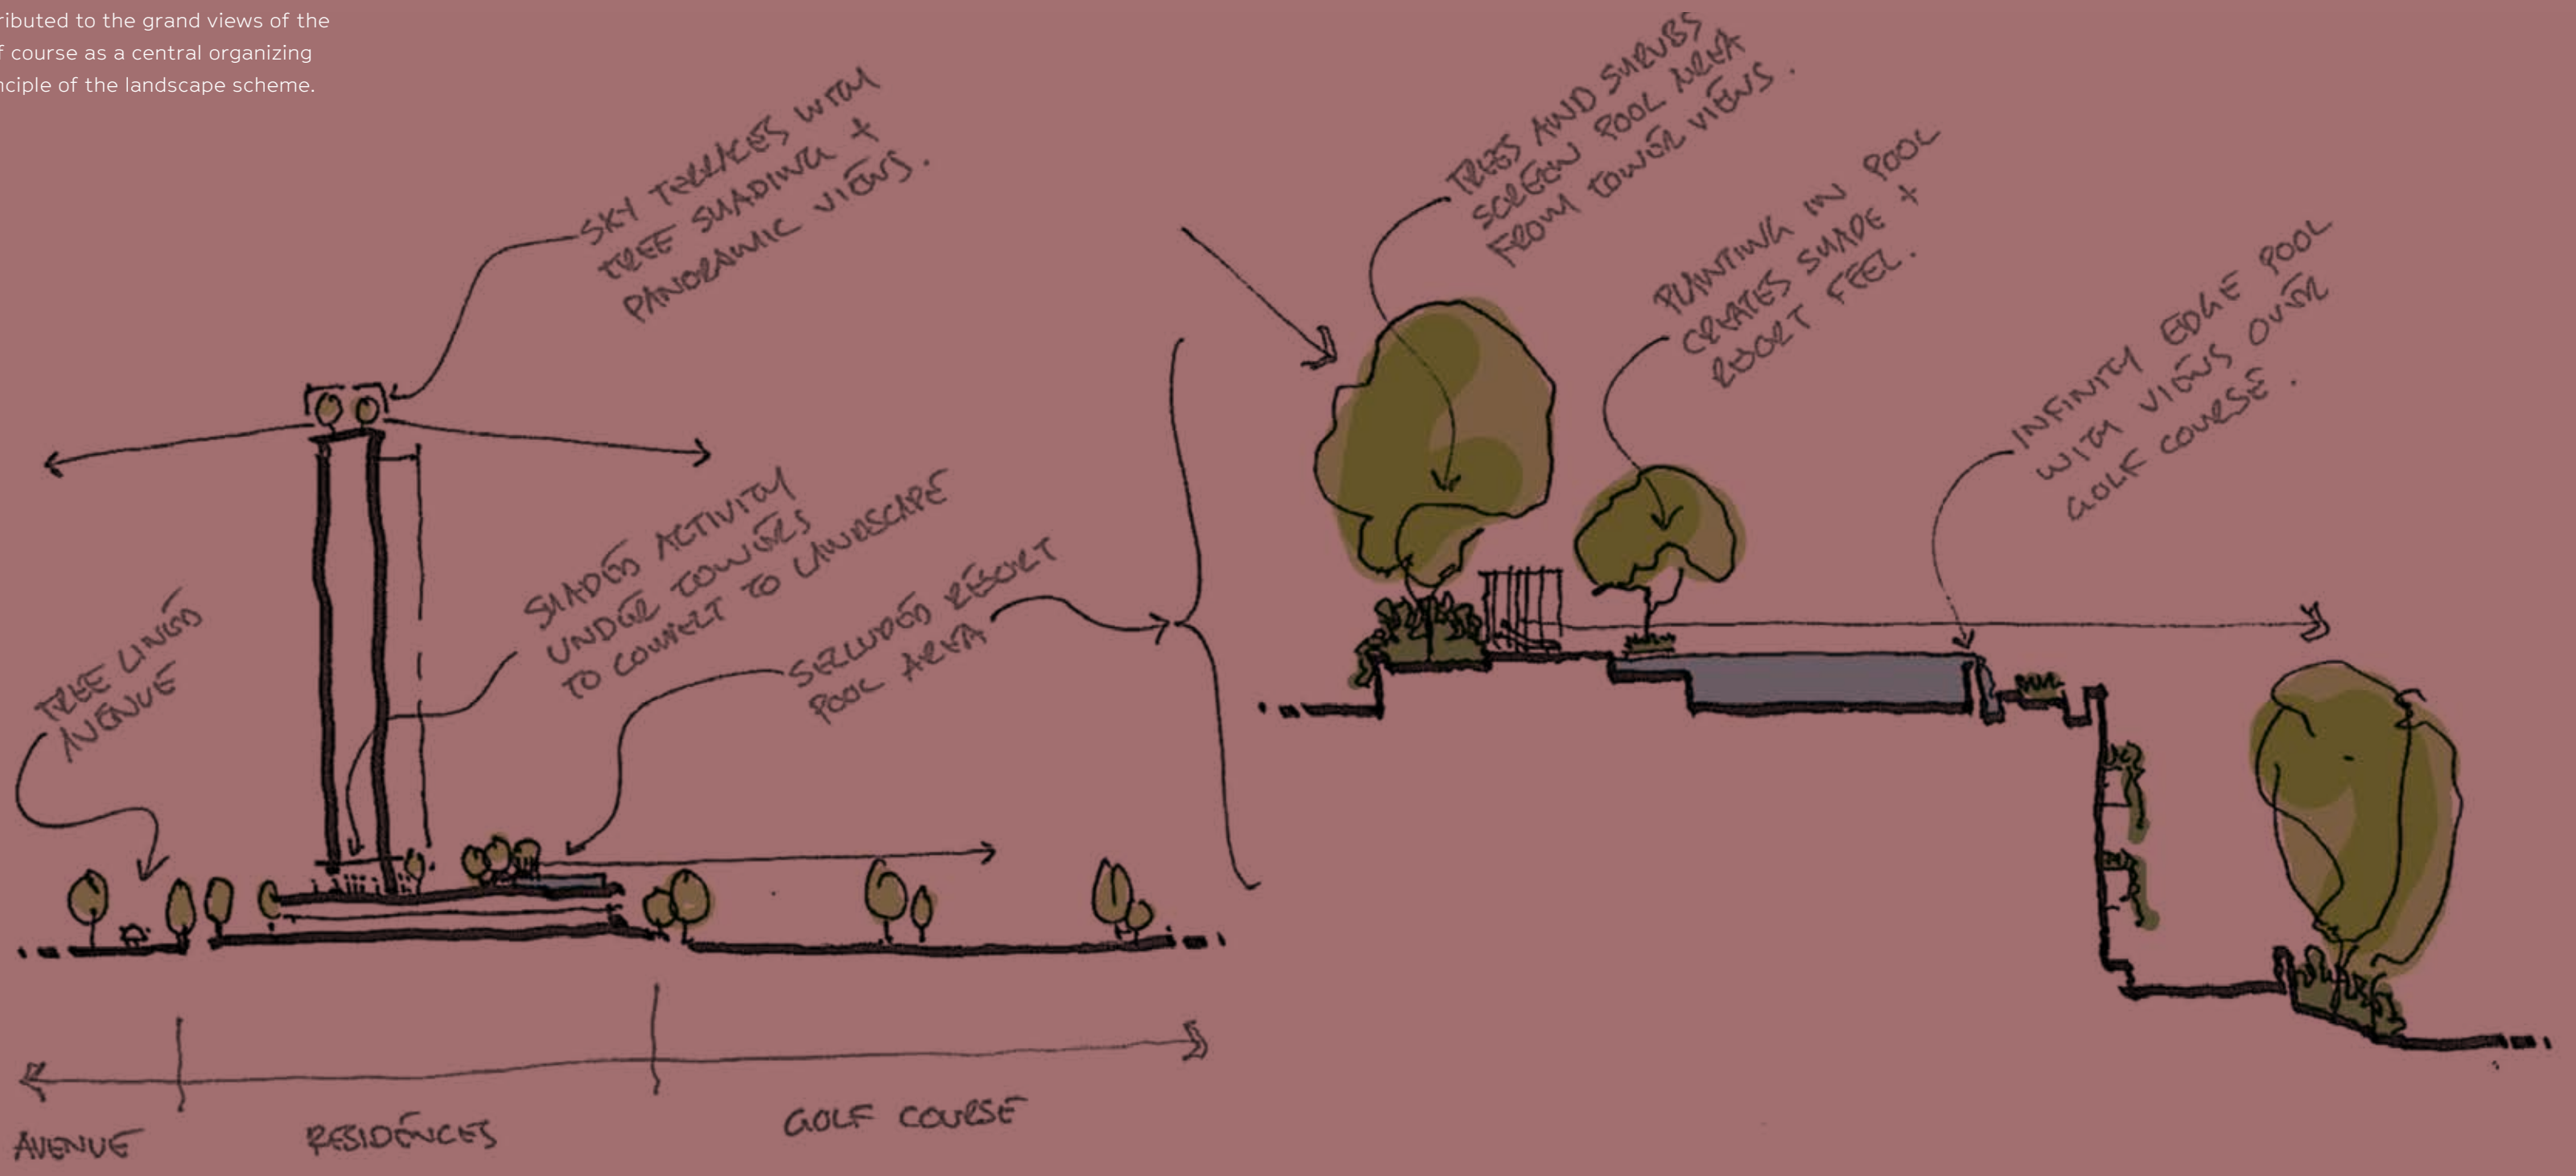 ributed to the grand views of the
f course as a central organizing
nciple of the landscape scheme.
SKY TERRACES WITH
TREE SHADING +
PANORAMIC VIEWS.
TREES AND SHRUBS
SCREEN POOL AREA
FROM TOWER VIEWS.
PLANTING IN POOL
CREATES SHADE +
RESORT FEEL.
INFINITY EDGE POOL
WITH VIEWS OVER
GOLF COURSE.
TREE LINED
AVENUE
SHADED ACTIVITY
UNDER TOWERS
TO CONNECT TO LANDSCAPE
SECLUDED RESORT
POOL AREA
AVENUE
RESIDENCES
GOLF COURSE